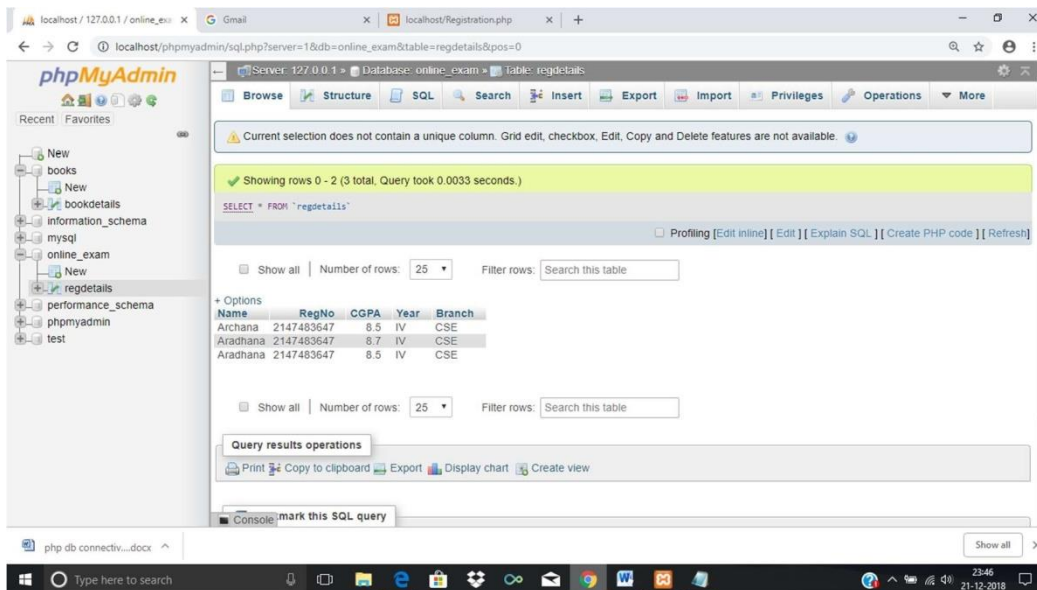 localhost / 127.0.0.1 / online_exa
Gmail
localhost/Registration.php
localhost/phpmyadmin/sql.php?server=1&db=online_exam&table=regdetails&pos=0
phpMyAdmin
Recent Favorites
New
books
New
bookdetails
information_schema
mysql
online_exam
New
regdetails
performance_schema
phpmyadmin
test
Server: 127.0.0.1 » Database: online_exam » Table: regdetails
Browse Structure SQL Search Insert Export Import Privileges Operations More
Current selection does not contain a unique column. Grid edit, checkbox, Edit, Copy and Delete features are not available.
Showing rows 0 - 2 (3 total, Query took 0.0033 seconds.)
SELECT * FROM `regdetails`
Profiling [Edit inline] [ Edit ] [ Explain SQL ] [ Create PHP code ] [ Refresh]
Show all | Number of rows: 25 Filter rows: Search this table
+ Options
Name RegNo CGPA Year Branch
Archana 2147483647 8.5 IV CSE
Aradhana 2147483647 8.7 IV CSE
Aradhana 2147483647 8.5 IV CSE
Show all | Number of rows: 25 Filter rows: Search this table
Query results operations
Print Copy to clipboard Export Display chart Create view
Console mark this SQL query
php db connectiv....docx
Show all
Type here to search
23:46
21-12-2018